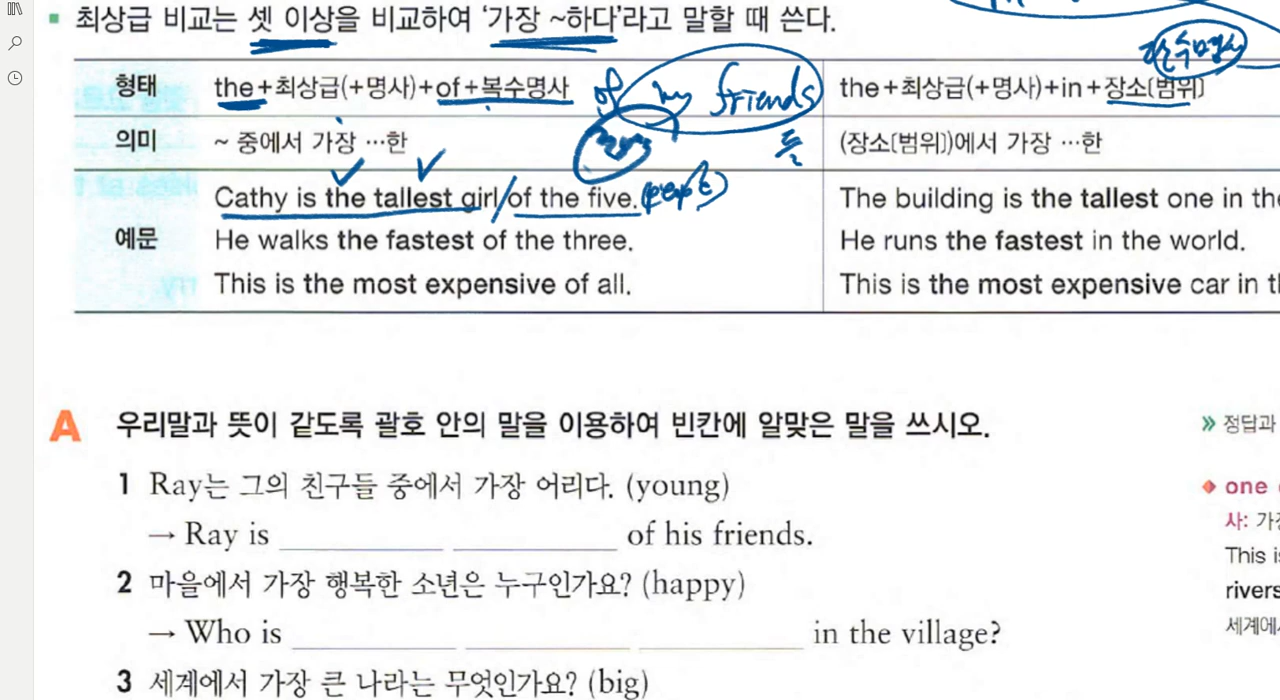 최상급 비교는 셋 이상을 비교하여 '가장 ~하다'라고 말할 때 쓴다.
단수명사
형태 the+최상급(+명사)+of+복수명사 of my friends the+최상급(+명사)+in+장소[범위]
의미 ~ 중에서 가장 …한 들 (장소[범위])에서 가장 …한
예문
Cathy is the tallest girl/of the five. The building is the tallest one in the
He walks the fastest of the three. He runs the fastest in the world.
This is the most expensive of all. This is the most expensive car in
A 우리말과 뜻이 같도록 괄호 안의 말을 이용하여 빈칸에 알맞은 말을 쓰시오.
» 정답과
1 Ray는 그의 친구들 중에서 가장 어리다. (young)
→ Ray is ______ ______ of his friends.
2 마을에서 가장 행복한 소년은 누구인가요? (happy)
→ Who is ______ ______ ______ in the village?
3 세계에서 가장 큰 나라는 무엇인가요? (big)
one
사: 가장
This is
rivers
세계에서